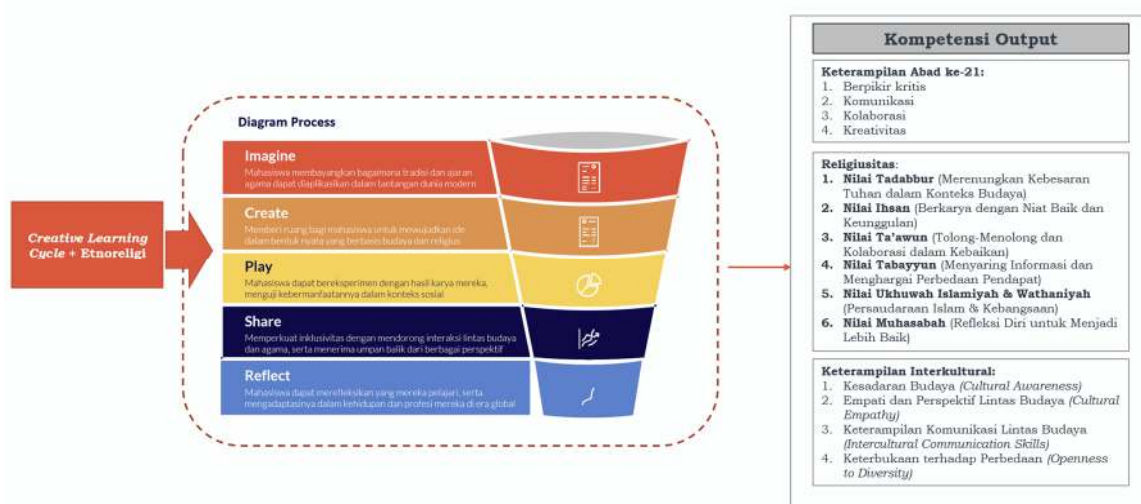 Creative Learning
Cycle + Etnoreligi
Diagram Process
Imagine
Mahasiswa membayangkan bagaimana tradisi dan ajaran
agama dapat diaplikasikan dalam tantangan dunia modern
Create
Memberi ruang bagi mahasiswa untuk mewujudkan ide
dalam bentuk nyata yang berbasis budaya dan religius
Play
Mahasiswa dapat bereksperimen dengan hasil karya mereka,
menguji kebermanfaatannya dalam konteks sosial
Share
Memperkuat inklusivitas dengan mendorong interaksi lintas budaya
dan agama, serta menerima umpan balik dari berbagai perspektif
Reflect
Mahasiswa dapat merefleksikan yang mereka pelajari, serta
mengadaptasinya dalam kehidupan dan profesi mereka di era global
Kompetensi Output
Keterampilan Abad ke-21:
1. Berpikir kritis
2. Komunikasi
3. Kolaborasi
4. Kreativitas
Religiusitas:
1. Nilai Tadabbur (Merenungkan Kebesaran
Tuhan dalam Konteks Budaya)
2. Nilai Ihsan (Berkarya dengan Niat Baik dan
Keunggulan)
3. Nilai Ta'awun (Tolong-Menolong dan
Kolaborasi dalam Kebaikan)
4. Nilai Tabayyun (Menyaring Informasi dan
Menghargai Perbedaan Pendapat)
5. Nilai Ukhuwah Islamiyah & Wathaniyah
(Persaudaraan Islam & Kebangsaan)
6. Nilai Muhasabah (Refleksi Diri untuk Menjadi
Lebih Baik)
Keterampilan Interkultural:
1. Kesadaran Budaya (Cultural Awareness)
2. Empati dan Perspektif Lintas Budaya (Cultural
Empathy)
3. Keterampilan Komunikasi Lintas Budaya
(Intercultural Communication Skills)
4. Keterbukaan terhadap Perbedaan (Openness
to Diversity)